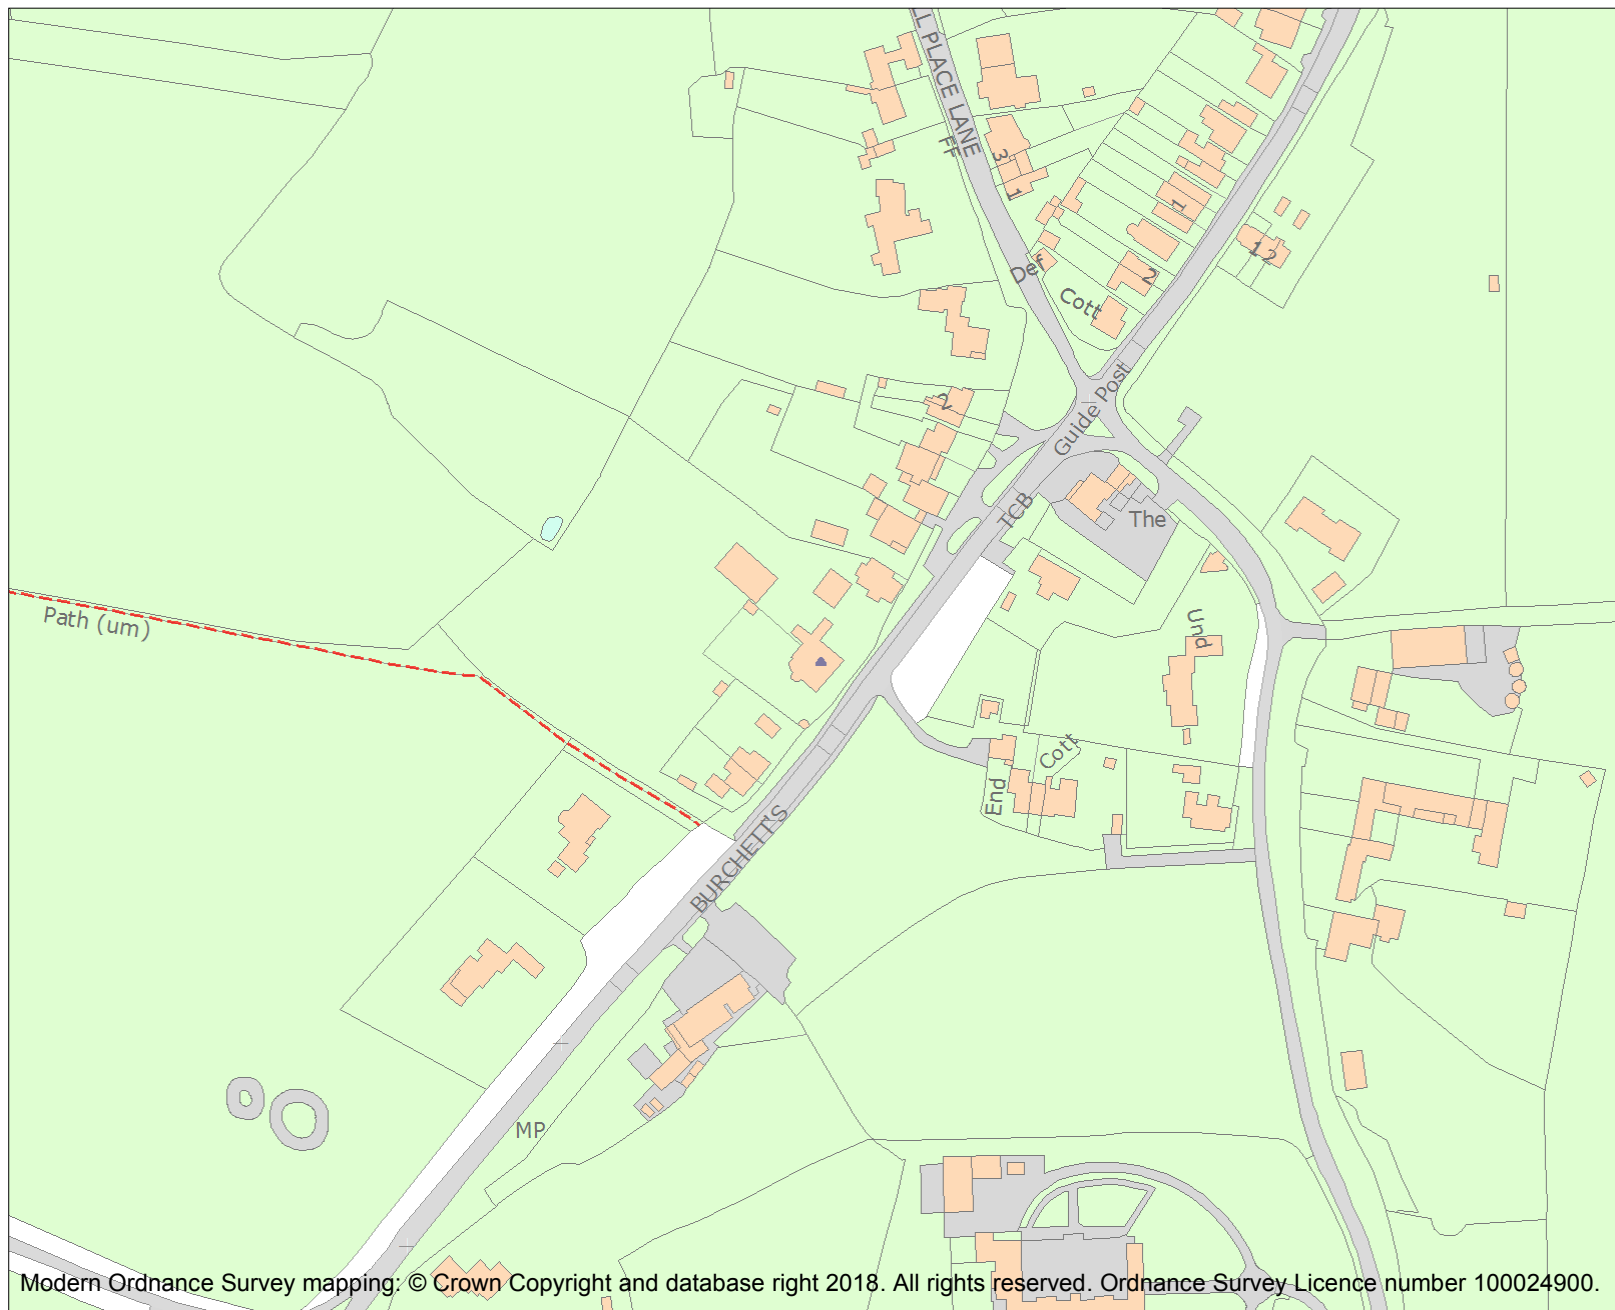 LL PLACE LANE
FF
3
1
1
2
1 2
Def
Cott
2
Guide Post
TCB
The
Path (um)
Und
Cott
End
BURCHETT'S
MP
Modern Ordnance Survey mapping: © Crown Copyright and database right 2018. All rights reserved. Ordnance Survey Licence number 100024900.